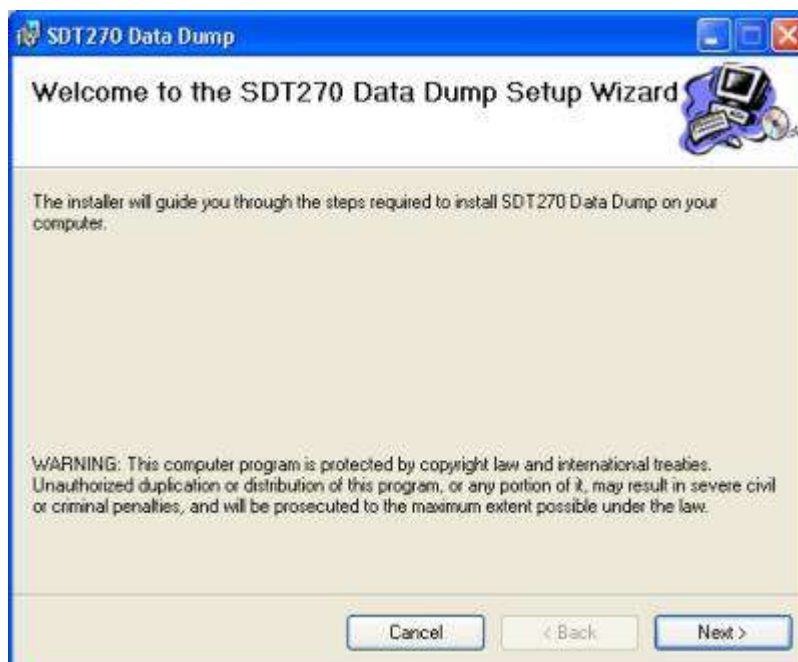 SDT270 Data Dump
Welcome to the SDT270 Data Dump Setup Wizard
The installer will guide you through the steps required to install SDT270 Data Dump on your
computer.
WARNING: This computer program is protected by copyright law and international treaties.
Unauthorized duplication or distribution of this program, or any portion of it, may result in severe civil
or criminal penalties, and will be prosecuted to the maximum extent possible under the law.
Cancel
< Back
Next >